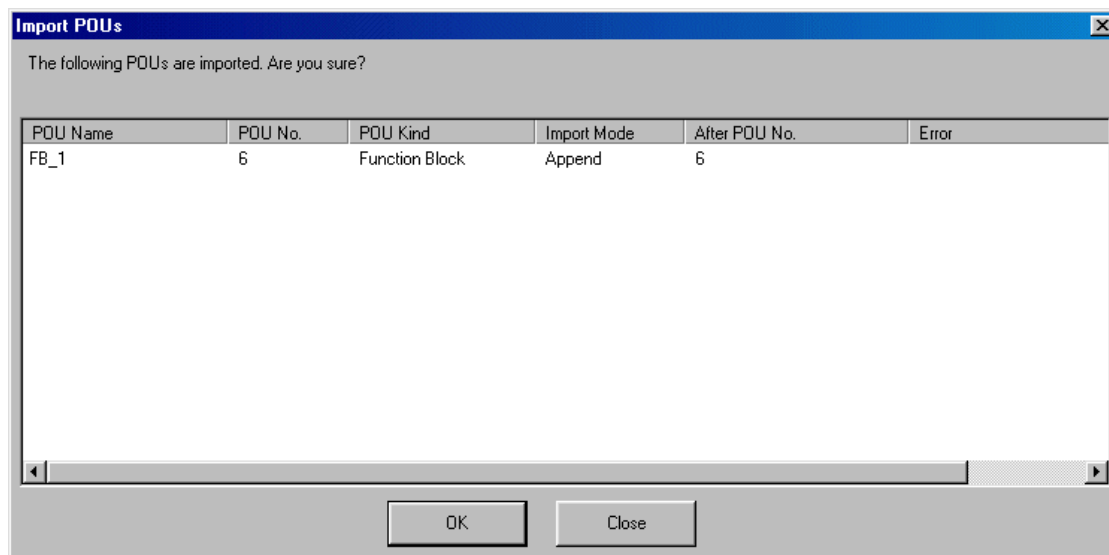 Import POUs
The following POUs are imported. Are you sure?
POU Name POU No. POU Kind Import Mode After POU No. Error
FB_1 6 Function Block Append 6
OK Close